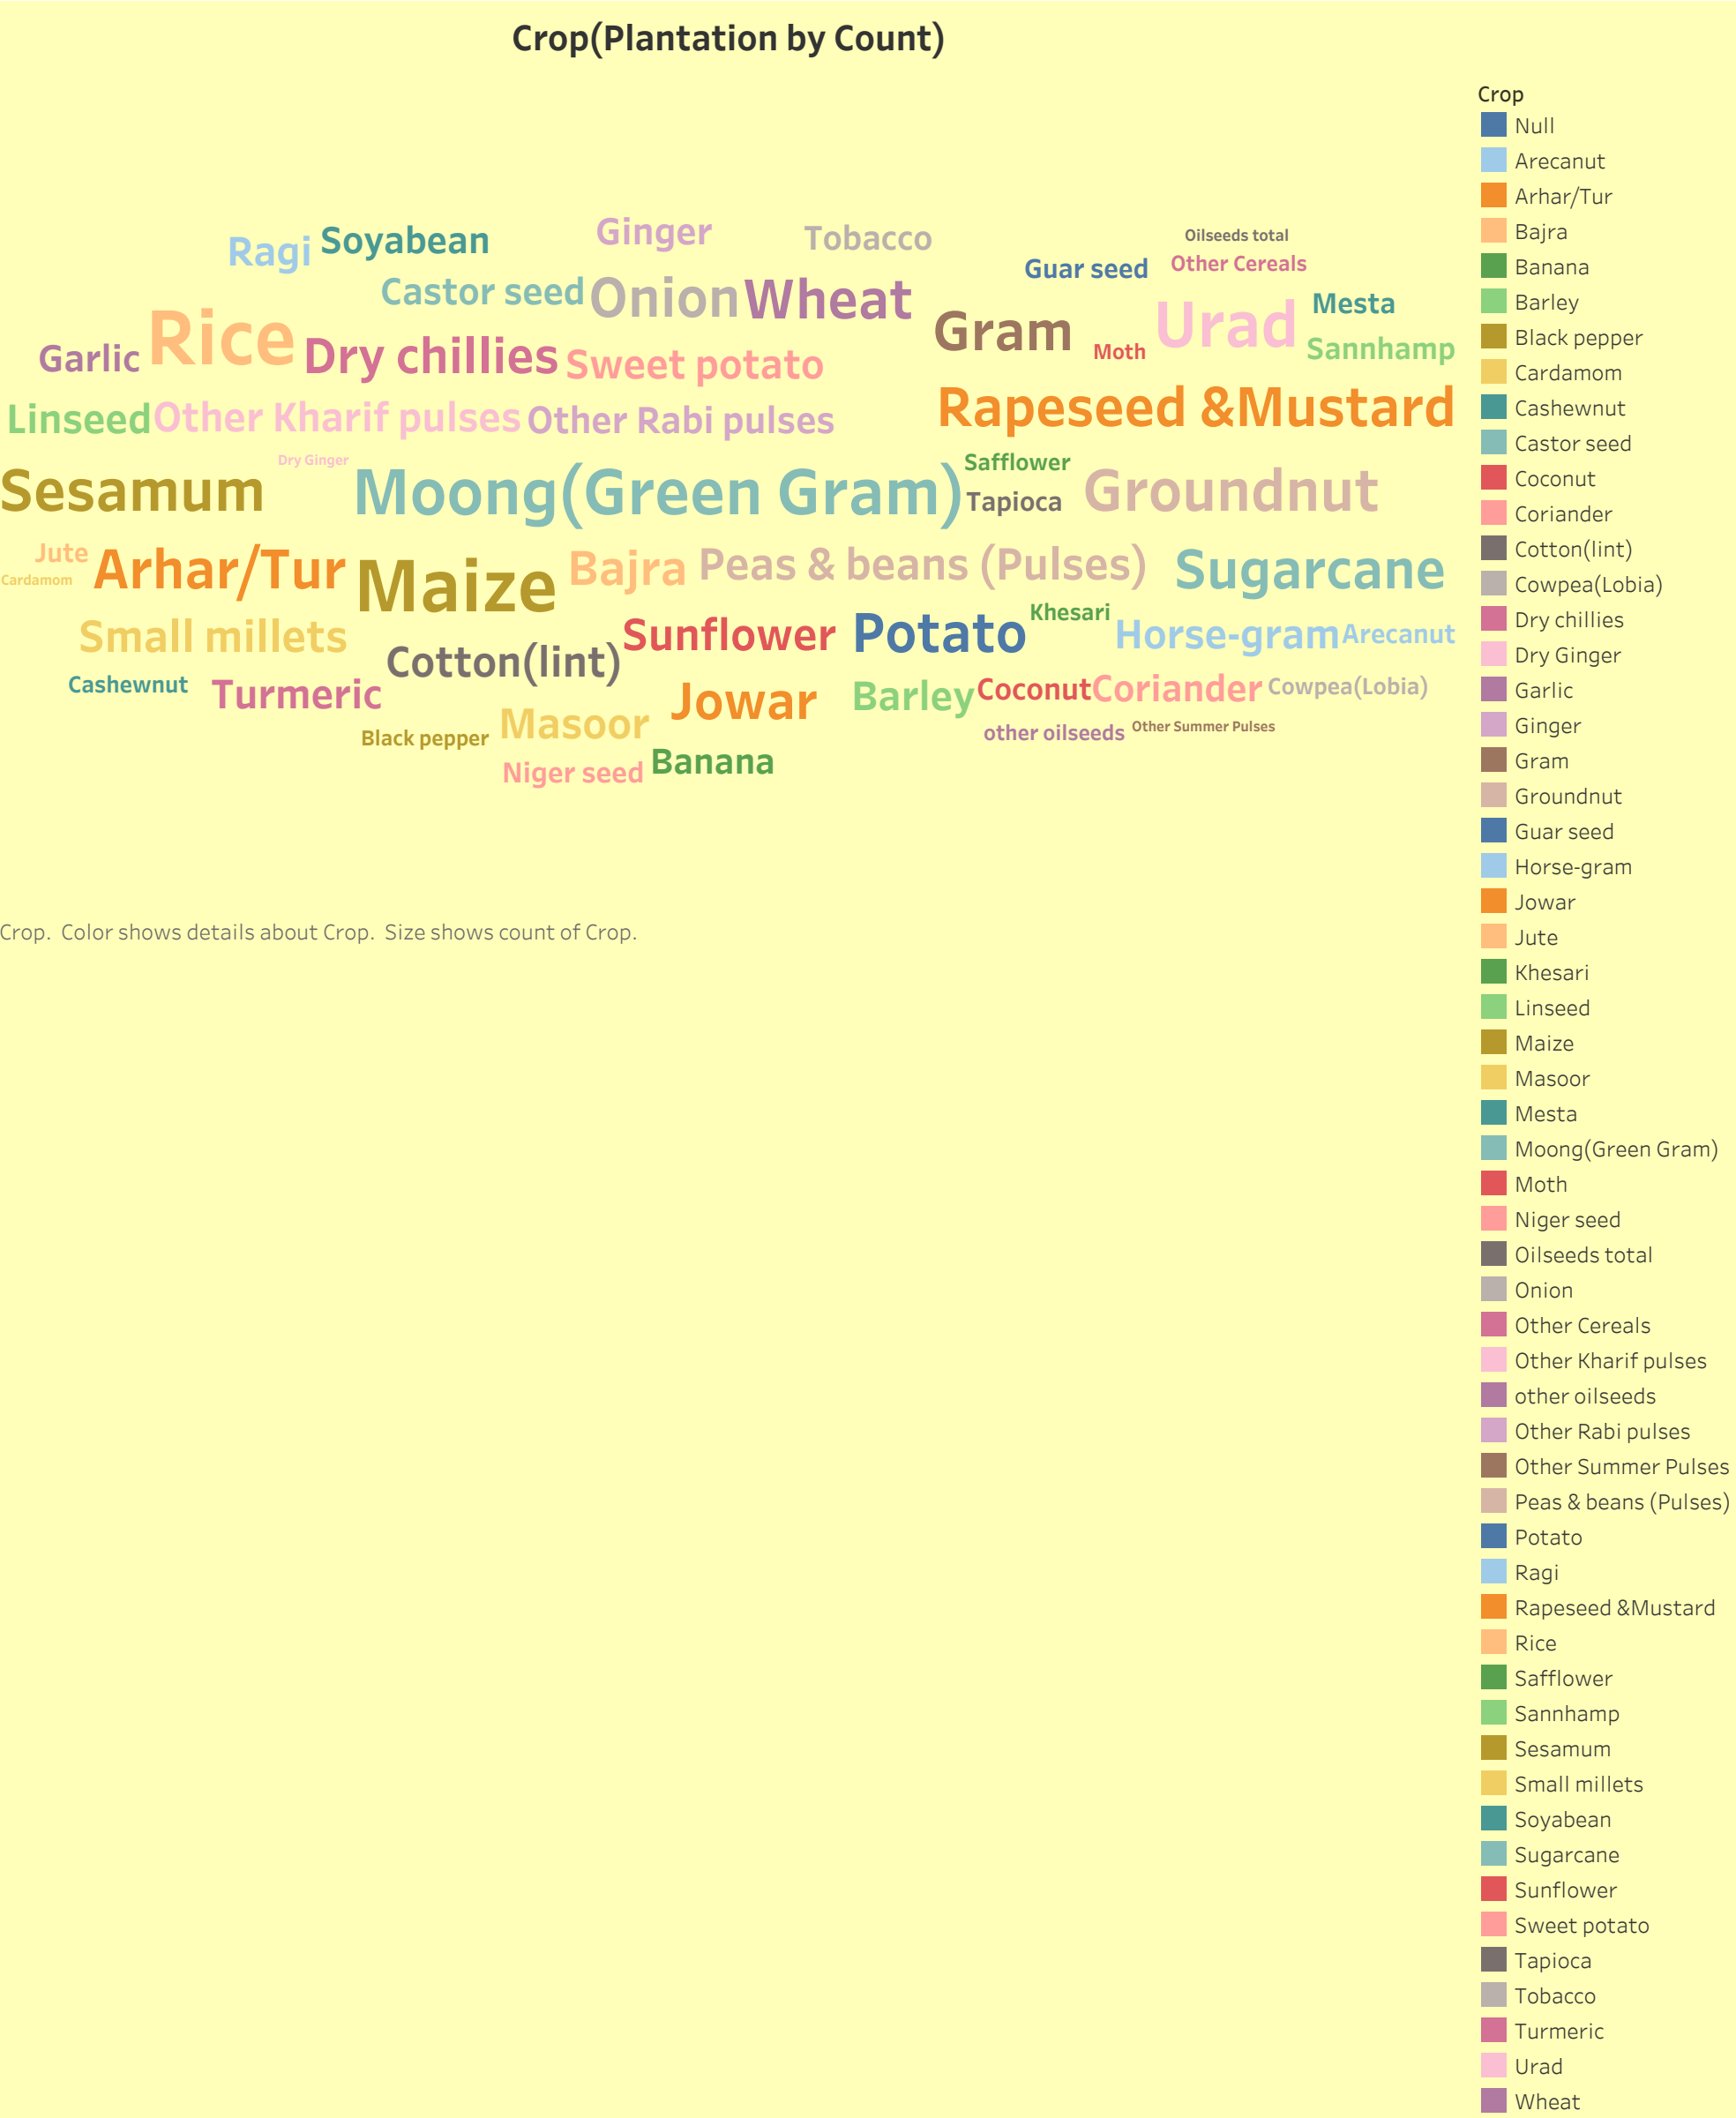 Crop(Plantation by Count)
Ragi Soyabean Ginger Tobacco Oilseeds total
Guar seed Other Cereals
Castor seed Onion Wheat Mesta
Garlic Rice Dry chillies Sweet potato Gram Moth Urad Sannhamp
Linseed Other Kharif pulses Other Rabi pulses Rapeseed &Mustard
Dry Ginger Safflower
Sesamum Moong(Green Gram) Tapioca Groundnut
Jute
Cardamom Arhar/Tur Maize Bajra Peas & beans (Pulses) Sugarcane
Khesari
Small millets Cotton(lint) Sunflower Potato Horse-gram Arecanut
Cashewnut Turmeric Jowar Barley Coconut Coriander Cowpea(Lobia)
Black pepper Masoor other oilseeds Other Summer Pulses
Niger seed Banana
Crop. Color shows details about Crop. Size shows count of Crop.
Crop
Null
Arecanut
Arhar/Tur
Bajra
Banana
Barley
Black pepper
Cardamom
Cashewnut
Castor seed
Coconut
Coriander
Cotton(lint)
Cowpea(Lobia)
Dry chillies
Dry Ginger
Garlic
Ginger
Gram
Groundnut
Guar seed
Horse-gram
Jowar
Jute
Khesari
Linseed
Maize
Masoor
Mesta
Moong(Green Gram)
Moth
Niger seed
Oilseeds total
Onion
Other Cereals
Other Kharif pulses
other oilseeds
Other Rabi pulses
Other Summer Pulses
Peas & beans (Pulses)
Potato
Ragi
Rapeseed &Mustard
Rice
Safflower
Sannhamp
Sesamum
Small millets
Soyabean
Sugarcane
Sunflower
Sweet potato
Tapioca
Tobacco
Turmeric
Urad
Wheat